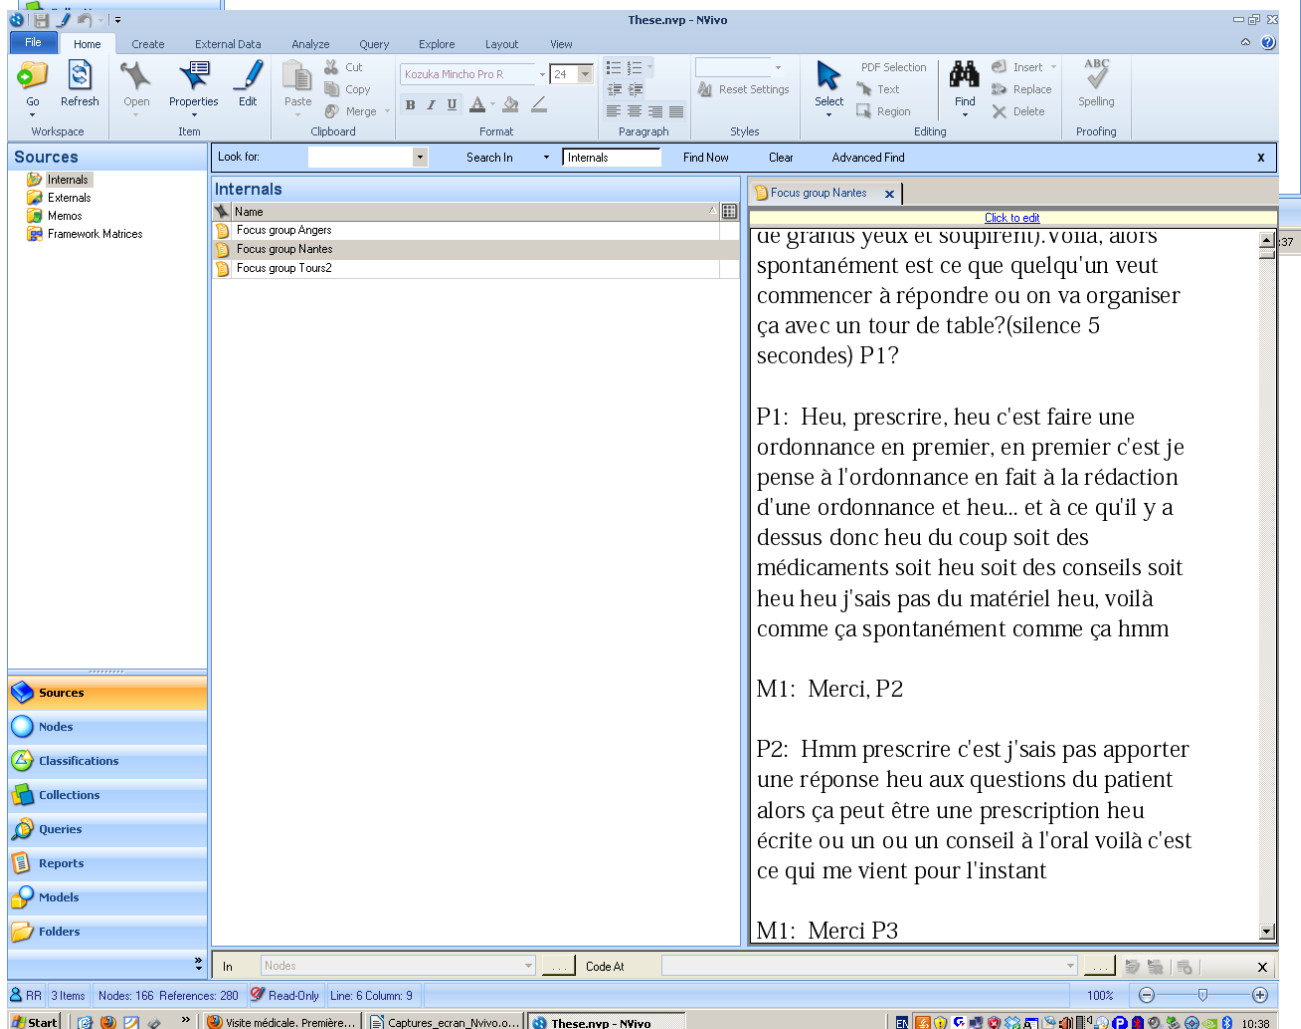 These.nvp - NVivo
File Home Create External Data Analyze Query Explore Layout View
Go Refresh Open Properties Edit Paste Cut Copy Merge
Kozuka Mincho Pro R 24
B I U A
Reset Settings
Select PDF Selection Text Region Find Insert Replace Delete ABC Spelling
Workspace Item Clipboard Format Paragraph Styles Editing Proofing
Sources
Internals
Externals
Memos
Framework Matrices
Look for: Search In Internals Find Now Clear Advanced Find x
Internals
Name
Focus group Angers
Focus group Nantes
Focus group Tours2
Focus group Nantes x
Click to edit
:37
de grands yeux et soupirent).Voilà, alors
spontanément est ce que quelqu'un veut
commencer à répondre ou on va organiser
ça avec un tour de table?(silence 5
secondes) P1?
P1: Heu, prescrire, heu c'est faire une
ordonnance en premier, en premier c'est je
pense à l'ordonnance en fait à la rédaction
d'une ordonnance et heu... et à ce qu'il y a
dessus donc heu du coup soit des
médicaments soit heu soit des conseils soit
heu heu j'sais pas du matériel heu, voilà
comme ça spontanément comme ça hmm
M1: Merci, P2
P2: Hmm prescrire c'est j'sais pas apporter
une réponse heu aux questions du patient
alors ça peut être une prescription heu
écrite ou un ou un conseil à l'oral voilà c'est
ce qui me vient pour l'instant
M1: Merci P3
Sources
Nodes
Classifications
Collections
Queries
Reports
Models
Folders
»
In Nodes ... Code At ... x
RR 3 Items Nodes: 166 References: 280 Read-Only Line: 6 Column: 9 100%
Start » Visite médicale. Première... Captures_ecran_Nvivo.o... These.nvp - NVivo EN 10:38